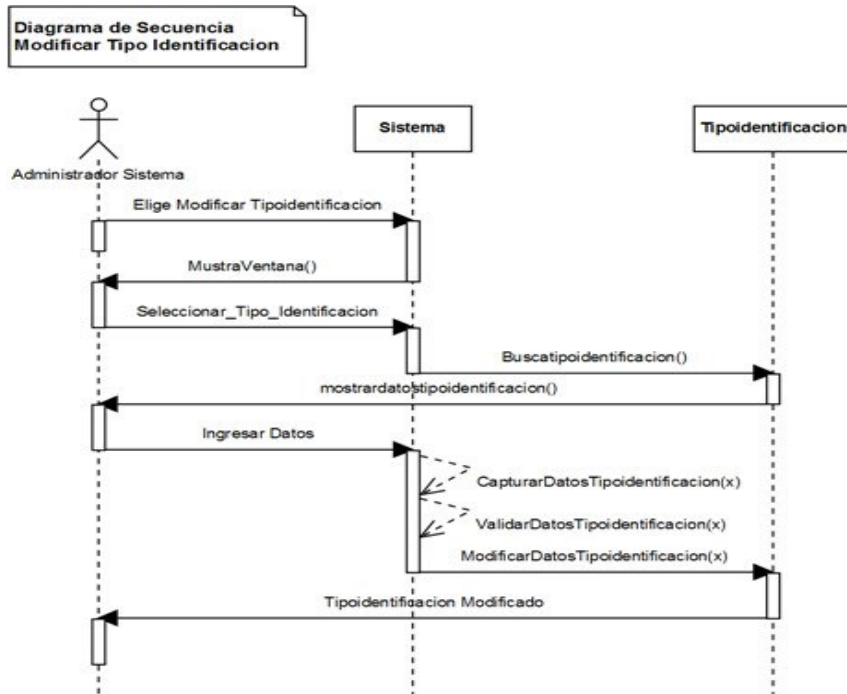 Diagrama de Secuencia
Modificar Tipo Identificacion
Sistema
Tipoidentificacion
Administrador Sistema
Elige Modificar Tipoidentificacion
MustraVentana()
Seleccionar_Tipo_Identificacion
Buscatipoidentificacion()
mostrardatostipoidentificacion()
Ingresar Datos
CapturarDatosTipoidentificacion(x)
ValidarDatosTipoidentificacion(x)
ModificarDatosTipoidentificacion(x)
Tipoidentificacion Modificado